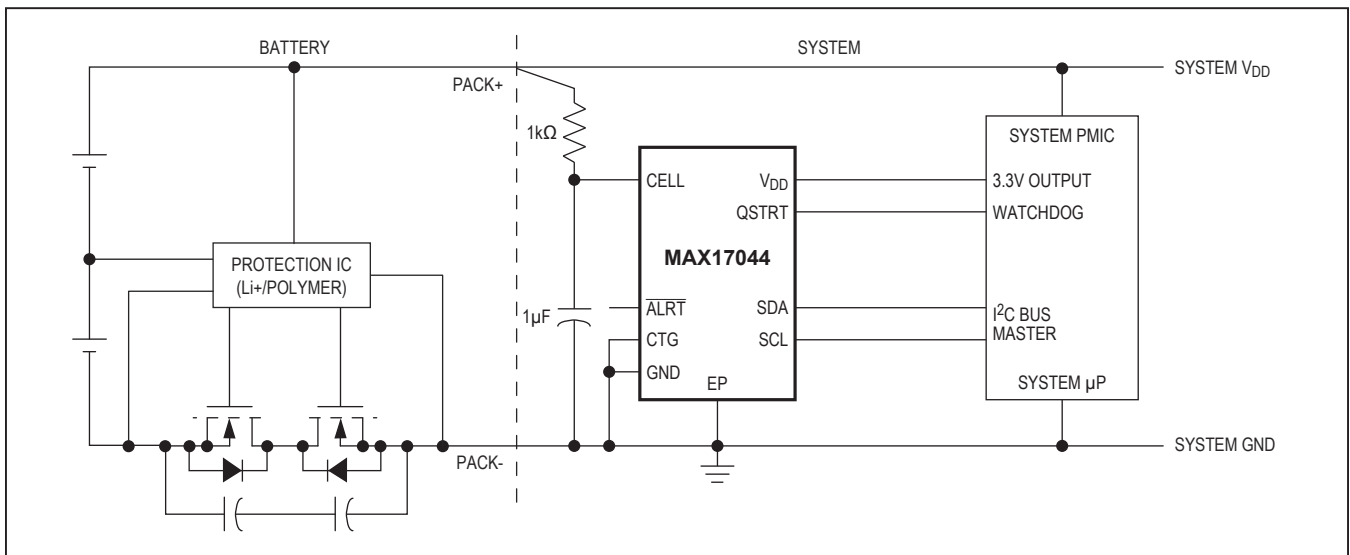 BATTERY
SYSTEM
SYSTEM VDD
PACK+
1kΩ
SYSTEM PMIC
CELL
VDD
3.3V OUTPUT
QSTRT
WATCHDOG
MAX17044
PROTECTION IC
(Li+/POLYMER)
1µF
ALRT
SDA
I²C BUS
MASTER
CTG
SCL
GND
EP
SYSTEM µP
PACK-
SYSTEM GND